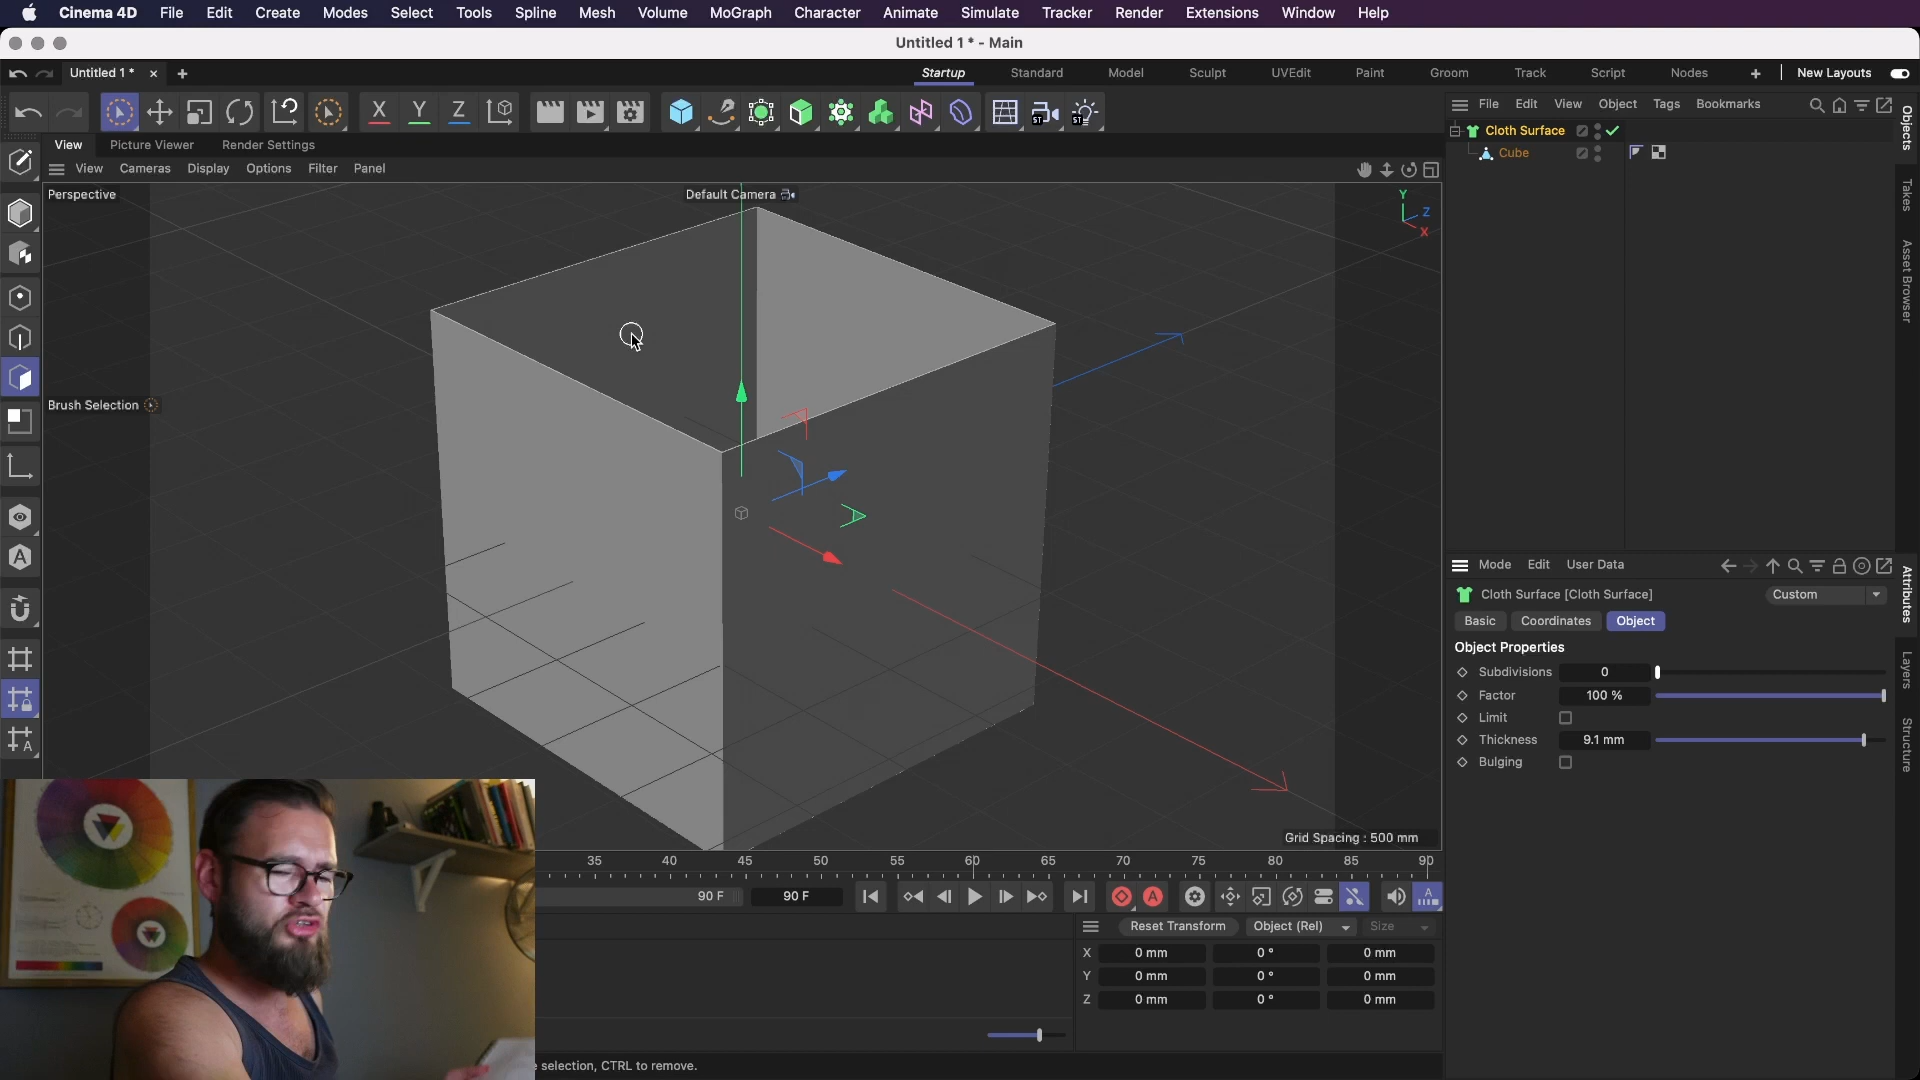 Cinema 4D File Edit Create Modes Select Tools Spline Mesh Volume MoGraph Character Animate Simulate Tracker Render Extensions Window Help
Untitled 1 * - Main
Untitled 1 * Startup Standard Model Sculpt UVEdit Paint Groom Track Script Nodes New Layouts
X Y Z ST ST
File Edit View Object Tags Bookmarks
View Picture Viewer Render Settings
View Cameras Display Options Filter Panel
Perspective
Default Camera
Y
Z
X
Brush Selection
Cloth Surface
Cube
Objects
Takes
Asset Browser
Attributes
Layers
Structure
Mode Edit User Data
Cloth Surface [Cloth Surface] Custom
Basic Coordinates Object
Object Properties
Subdivisions 0
Factor 100 %
Limit
Thickness 9.1 mm
Bulging
Grid Spacing : 500 mm
35 40 45 50 55 60 65 70 75 80 85 90
90 F 90 F
Reset Transform Object (Rel) Size
X 0 mm 0 ° 0 mm
Y 0 mm 0 ° 0 mm
Z 0 mm 0 ° 0 mm
selection, CTRL to remove.